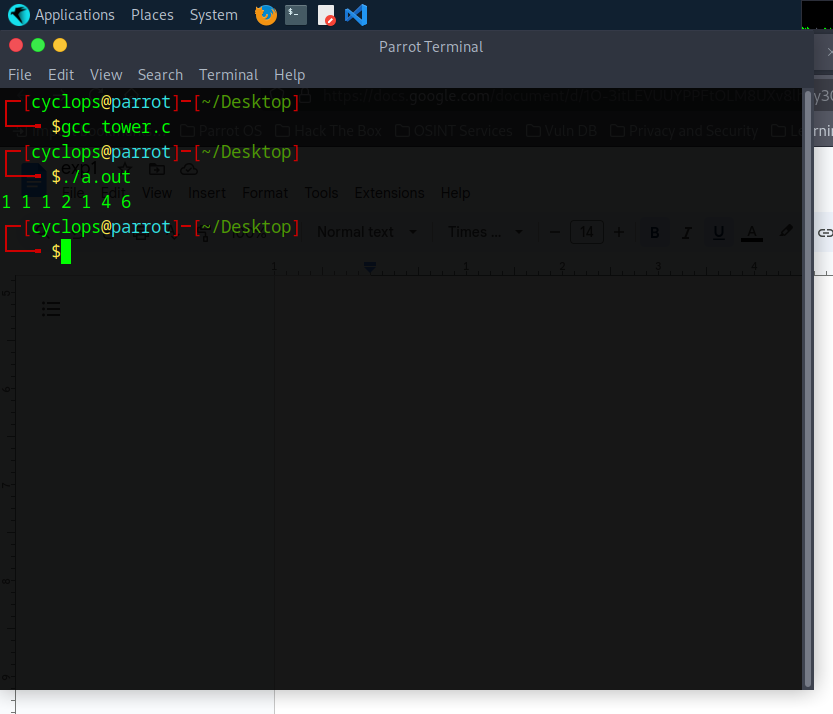 Applications Places System
Parrot Terminal
File Edit View Search Terminal Help
[cyclops@parrot]─[~/Desktop]
$gcc tower.c
Parrot OS Hack The Box OSINT Services Vuln DB Privacy and Security
[cyclops@parrot]─[~/Desktop]
$./a.out
File Edit View Insert Format Tools Extensions Help
1 1 1 2 1 4 6
[cyclops@parrot]─[~/Desktop]
Normal text Times ... 14 B I U A
$